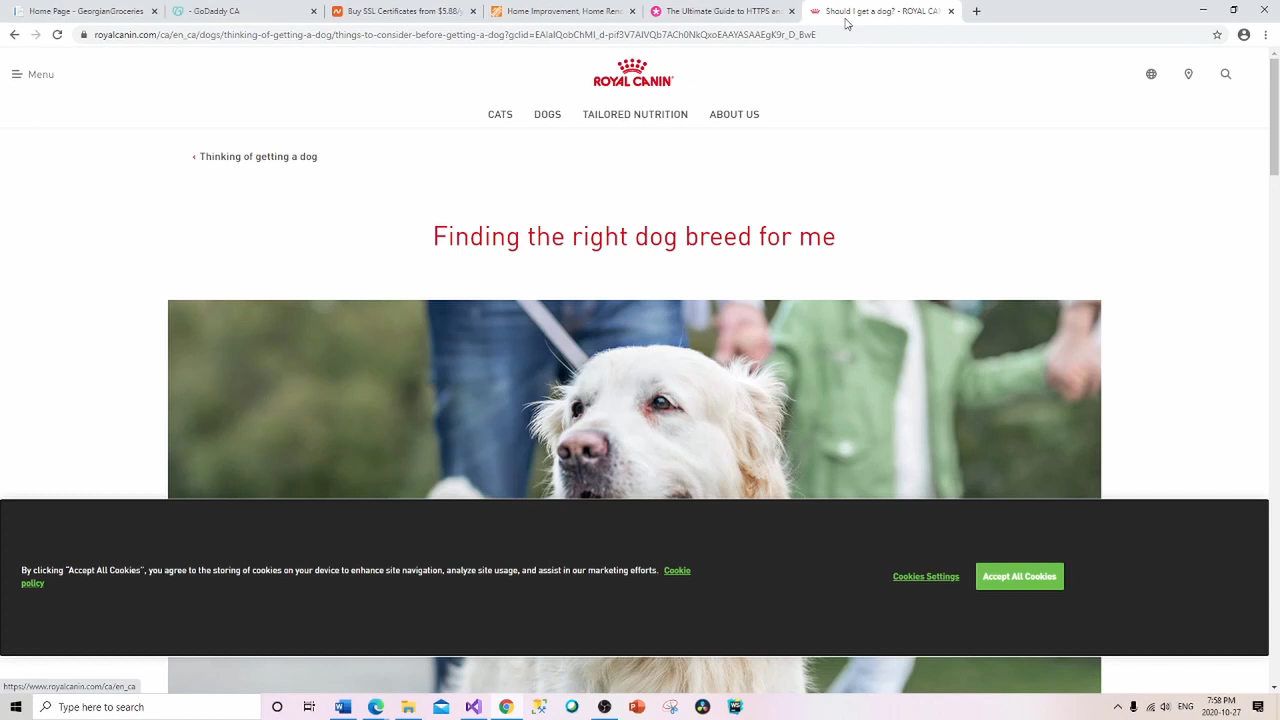 Home Page - GeorgianGroceries
- GoDaddy CA
Buy SSL Certificates from $5.88/y
Home Improvement, Home Reno
The Ultimate Guide to HTTPS and
Should I get a dog? - ROYAL CA
royalcanin.com/ca/en_ca/dogs/thinking-of-getting-a-dog/things-to-consider-before-getting-a-dog?gclid=EAIaIQobChMI_d-pif3V7AIVQb7ACh0NkQxoEAAYASAAEgK9r_D_BwE
Menu
ROYAL CANIN
CATS DOGS TAILORED NUTRITION ABOUT US
‹ Thinking of getting a dog
Finding the right dog breed for me
By clicking “Accept All Cookies”, you agree to the storing of cookies on your device to enhance site navigation, analyze site usage, and assist in our marketing efforts. Cookie
policy
Cookies Settings
Accept All Cookies
https://www.royalcanin.com/ca/en_ca
Type here to search
7:58 PM
2020-10-27